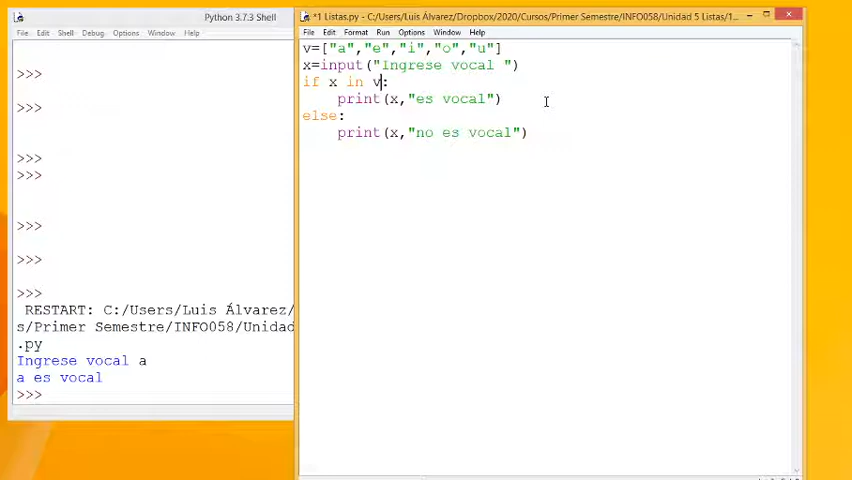 Python 3.7.3 Shell
File Edit Shell Debug Options Window Help
>>>
>>>
>>>
>>>
>>>
>>>
>>>
RESTART: C:/Users/Luis Álvarez/
s/Primer Semestre/INFO058/Unidad
.py
Ingrese vocal a
a es vocal
>>>
*1 Listas.py - C:/Users/Luis Álvarez/Dropbox/2020/Cursos/Primer Semestre/INFO058/Unidad 5 Listas/1...
File Edit Format Run Options Window Help
v=["a","e","i","o","u"]
x=input("Ingrese vocal ")
if x in v:
print(x,"es vocal")
else:
print(x,"no es vocal")